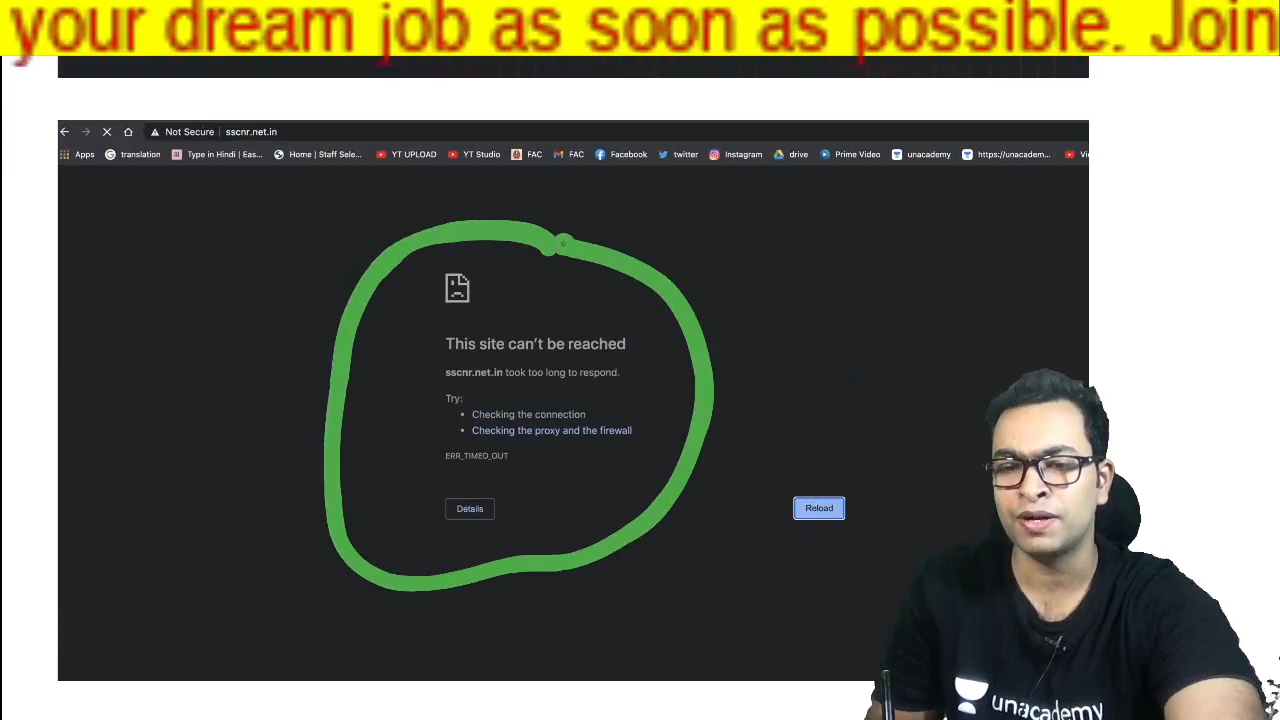 your dream job as soon as possible. Join
Not Secure sscnr.net.in
Apps translation Type in Hindi | Eas... Home | Staff Sele... YT UPLOAD YT Studio FAC FAC Facebook twitter Instagram drive Prime Video unacademy https://unacadem...
This site can't be reached
sscnr.net.in took too long to respond.
Try:
• Checking the connection
• Checking the proxy and the firewall
ERR_TIMED_OUT
Details
Reload
unacademy